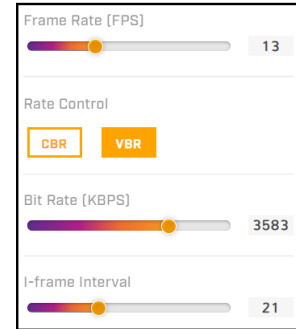 Frame Rate (FPS)
13
Rate Control
CBR VBR
Bit Rate (KBPS)
3583
I-frame Interval
21